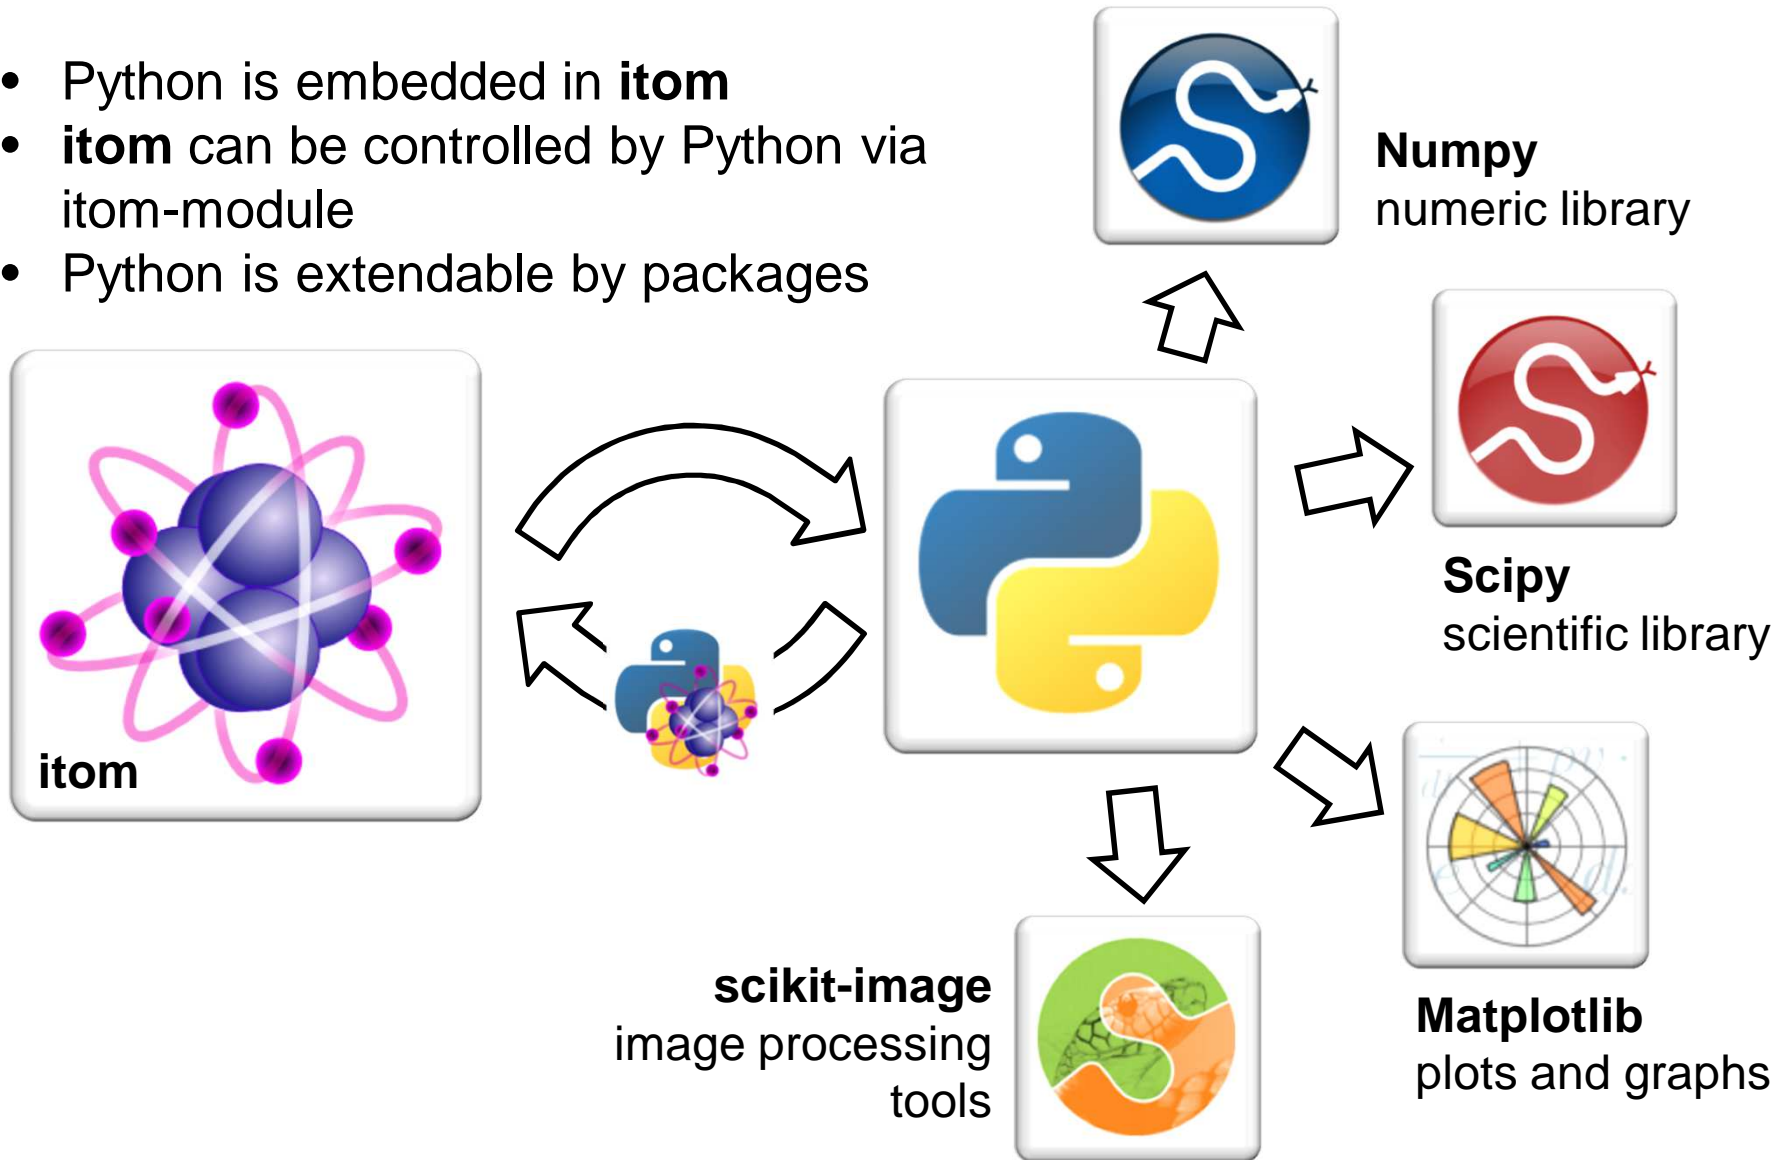 • Python is embedded in itom
• itom can be controlled by Python via
itom-module
• Python is extendable by packages
Numpy
numeric library
Scipy
scientific library
itom
scikit-image
image processing
tools
Matplotlib
plots and graphs